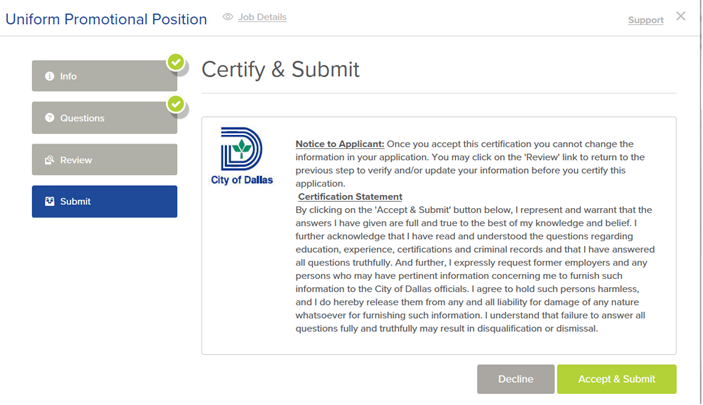 Uniform Promotional Position
Job Details
Support
Info
Questions
Review
Submit
Certify & Submit
City of Dallas
Notice to Applicant: Once you accept this certification you cannot change the
information in your application. You may click on the 'Review' link to return to the
previous step to verify and/or update your information before you certify this
application.
Certification Statement
By clicking on the 'Accept & Submit' button below, I represent and warrant that the
answers I have given are full and true to the best of my knowledge and belief. I
further acknowledge that I have read and understood the questions regarding
education, experience, certifications and criminal records and that I have answered
all questions truthfully. And further, I expressly request former employers and any
persons who may have pertinent information concerning me to furnish such
information to the City of Dallas officials. I agree to hold such persons harmless,
and I do hereby release them from any and all liability for damage of any nature
whatsoever for furnishing such information. I understand that failure to answer all
questions fully and truthfully may result in disqualification or dismissal.
Decline
Accept & Submit